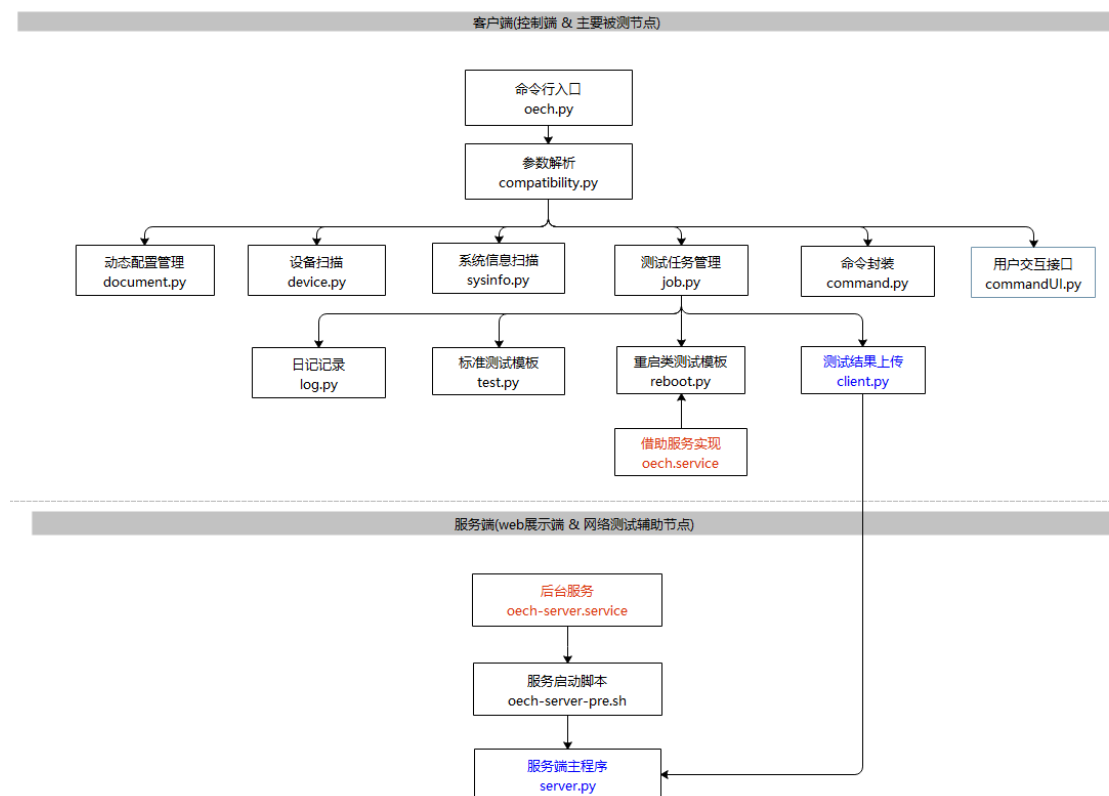 客户端(控制端 & 主要被测节点)
命令行入口
oech.py
参数解析
compatibility.py
动态配置管理
document.py
设备扫描
device.py
系统信息扫描
sysinfo.py
测试任务管理
job.py
命令封装
command.py
用户交互接口
commandUI.py
日记记录
log.py
标准测试模板
test.py
重启类测试模板
reboot.py
测试结果上传
client.py
借助服务实现
oech.service
服务端(web展示端 & 网络测试辅助节点)
后台服务
oech-server.service
服务启动脚本
oech-server-pre.sh
服务端主程序
server.py